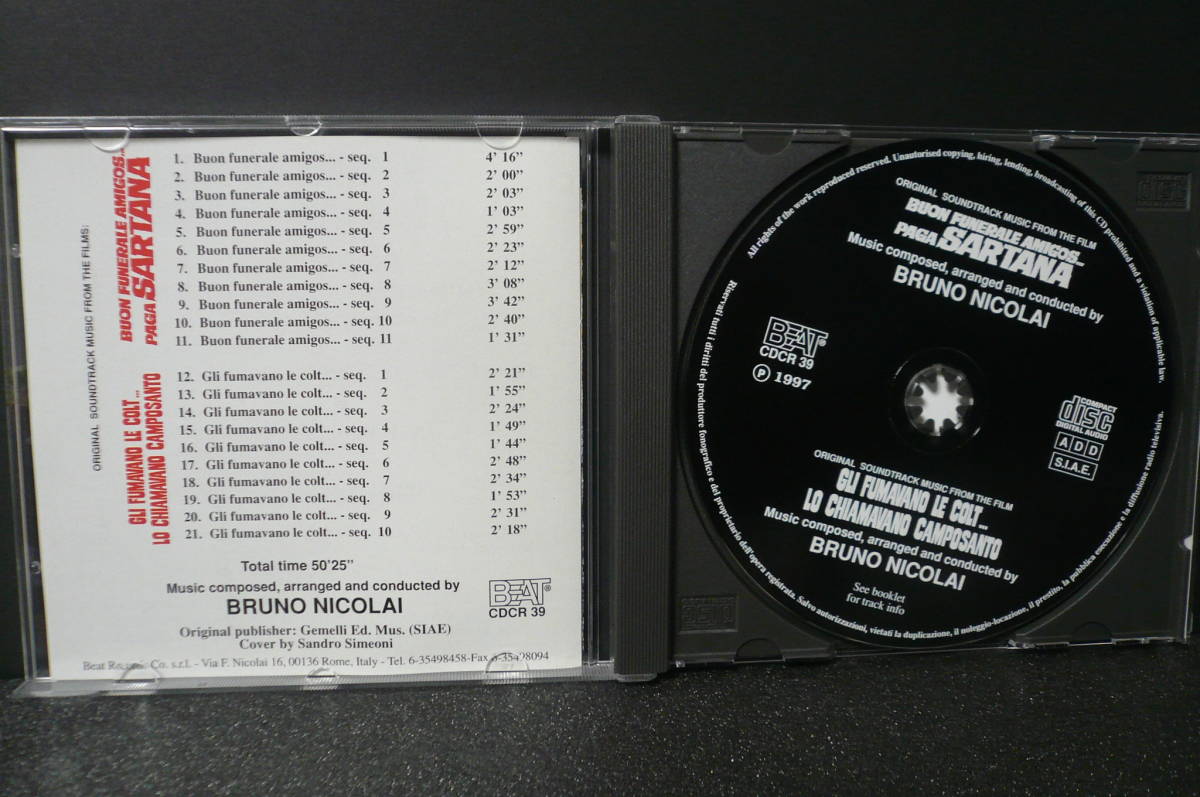 ORIGINAL SOUNDTRACK MUSIC FROM THE FILMS:
BUON FUNERALE AMIGOS...
PAGA SARTANA
GLI FUMAVANO LE COLT...
LO CHIAMAVANO CAMPOSANTO
1. Buon funerale amigos... - seq. 1 4' 16"
2. Buon funerale amigos... - seq. 2 2' 00"
3. Buon funerale amigos... - seq. 3 2' 03"
4. Buon funerale amigos... - seq. 4 1' 03"
5. Buon funerale amigos... - seq. 5 2' 59"
6. Buon funerale amigos... - seq. 6 2' 23"
7. Buon funerale amigos... - seq. 7 2' 12"
8. Buon funerale amigos... - seq. 8 3' 08"
9. Buon funerale amigos... - seq. 9 3' 42"
10. Buon funerale amigos... - seq. 10 2' 40"
11. Buon funerale amigos... - seq. 11 1' 31"
12. Gli fumavano le colt... - seq. 1 2' 21"
13. Gli fumavano le colt... - seq. 2 1' 55"
14. Gli fumavano le colt... - seq. 3 2' 24"
15. Gli fumavano le colt... - seq. 4 1' 49"
16. Gli fumavano le colt... - seq. 5 1' 44"
17. Gli fumavano le colt... - seq. 6 2' 48"
18. Gli fumavano le colt... - seq. 7 2' 34"
19. Gli fumavano le colt... - seq. 8 1' 53"
20. Gli fumavano le colt... - seq. 9 2' 31"
21. Gli fumavano le colt... - seq. 10 2' 18"
Total time 50'25"
Music composed, arranged and conducted by
BRUNO NICOLAI
BEAT®
CDCR 39
Original publisher: Gemelli Ed. Mus. (SIAE)
Cover by Sandro Simeoni
Beat Records Co. s.r.l. - Via F. Nicolai 16, 00136 Rome, Italy - Tel. 6-35498458-Fax 6-35498094
All rights of the work reproduced reserved. Unauthorised copying, hiring, lending, broadcasting of this CD prohibited and a violation of applicable law.
ORIGINAL SOUNDTRACK MUSIC FROM THE FILM
BUON FUNERALE AMIGOS...
PAGA SARTANA
Music composed, arranged and conducted by
BRUNO NICOLAI
BEAT®
CDCR 39
℗ 1997
COMPACT
disc
DIGITAL AUDIO
ADD
S.I.A.E.
ORIGINAL SOUNDTRACK MUSIC FROM THE FILM
GLI FUMAVANO LE COLT...
LO CHIAMAVANO CAMPOSANTO
Music composed, arranged and conducted by
BRUNO NICOLAI
See booklet
for track info
Riservati tutti i diritti del produttore fonografico e del proprietario dell'opera registrata. Salvo autorizzazioni, vietati la duplicazione, il noleggio-locazione, il prestito, la pubblica esecuzione e la diffusione radio televisiva.